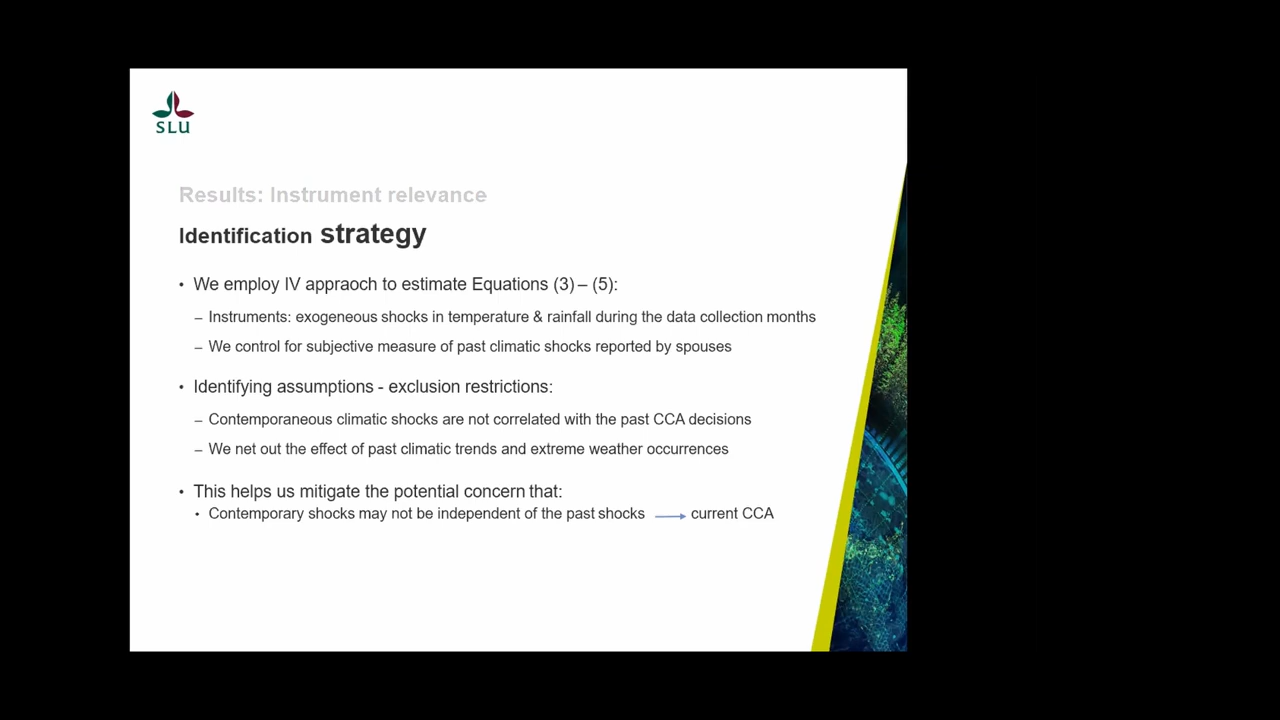 SLU
Results: Instrument relevance
Identification strategy
• We employ IV appraoch to estimate Equations (3) – (5):
– Instruments: exogeneous shocks in temperature & rainfall during the data collection months
– We control for subjective measure of past climatic shocks reported by spouses
• Identifying assumptions - exclusion restrictions:
– Contemporaneous climatic shocks are not correlated with the past CCA decisions
– We net out the effect of past climatic trends and extreme weather occurrences
• This helps us mitigate the potential concern that:
• Contemporary shocks may not be independent of the past shocks → current CCA